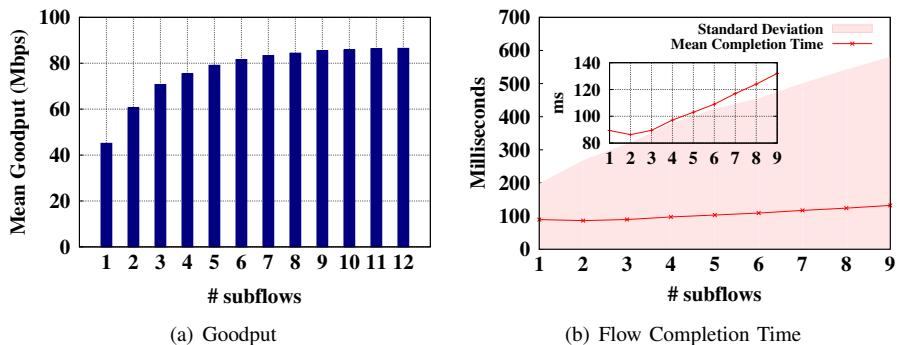 Mean Goodput (Mbps)
100
80
60
40
20
0
1 2 3 4 5 6 7 8 9 10 11 12
# subflows
(a) Goodput
Milliseconds
700
600
500
400
300
200
100
0
Standard Deviation
Mean Completion Time
ms
140
120
100
80
1 2 3 4 5 6 7 8 9
1 2 3 4 5 6 7 8 9
# subflows
(b) Flow Completion Time